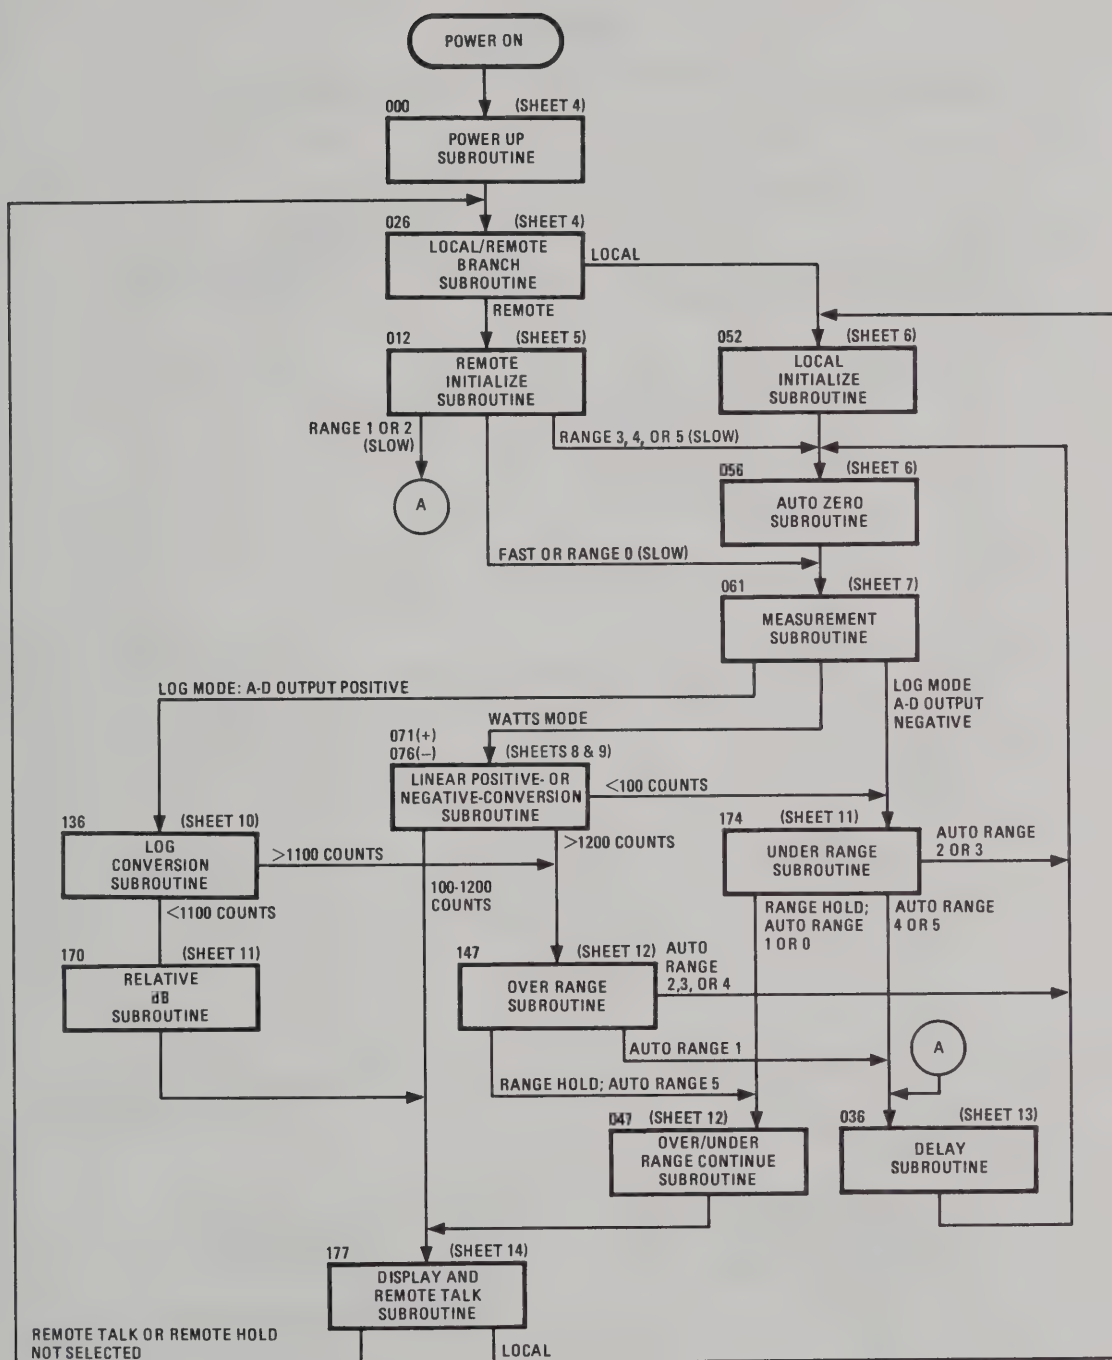 POWER ON
000 (SHEET 4)
POWER UP
SUBROUTINE
026 (SHEET 4)
LOCAL/REMOTE
BRANCH
SUBROUTINE
LOCAL
REMOTE
012 (SHEET 5)
REMOTE
INITIALIZE
SUBROUTINE
052 (SHEET 6)
LOCAL
INITIALIZE
SUBROUTINE
RANGE 1 OR 2
(SLOW)
RANGE 3, 4, OR 5 (SLOW)
A
056 (SHEET 6)
AUTO ZERO
SUBROUTINE
FAST OR RANGE 0 (SLOW)
061 (SHEET 7)
MEASUREMENT
SUBROUTINE
LOG MODE: A-D OUTPUT POSITIVE
WATTS MODE
LOG MODE
A-D OUTPUT
NEGATIVE
071(+)
076(−) (SHEETS 8 & 9)
LINEAR POSITIVE- OR
NEGATIVE-CONVERSION
SUBROUTINE
<100 COUNTS
136 (SHEET 10)
LOG
CONVERSION
SUBROUTINE
>1100 COUNTS
>1200 COUNTS
174 (SHEET 11)
UNDER RANGE
SUBROUTINE
AUTO RANGE
2 OR 3
<1100 COUNTS
100-1200
COUNTS
RANGE HOLD;
AUTO RANGE
1 OR 0
AUTO RANGE
4 OR 5
170 (SHEET 11)
RELATIVE
dB
SUBROUTINE
147 (SHEET 12)
OVER RANGE
SUBROUTINE
AUTO
RANGE
2,3, OR 4
AUTO RANGE 1
A
RANGE HOLD; AUTO RANGE 5
047 (SHEET 12)
OVER/UNDER
RANGE CONTINUE
SUBROUTINE
036 (SHEET 13)
DELAY
SUBROUTINE
177 (SHEET 14)
DISPLAY AND
REMOTE TALK
SUBROUTINE
REMOTE TALK OR REMOTE HOLD
NOT SELECTED
LOCAL